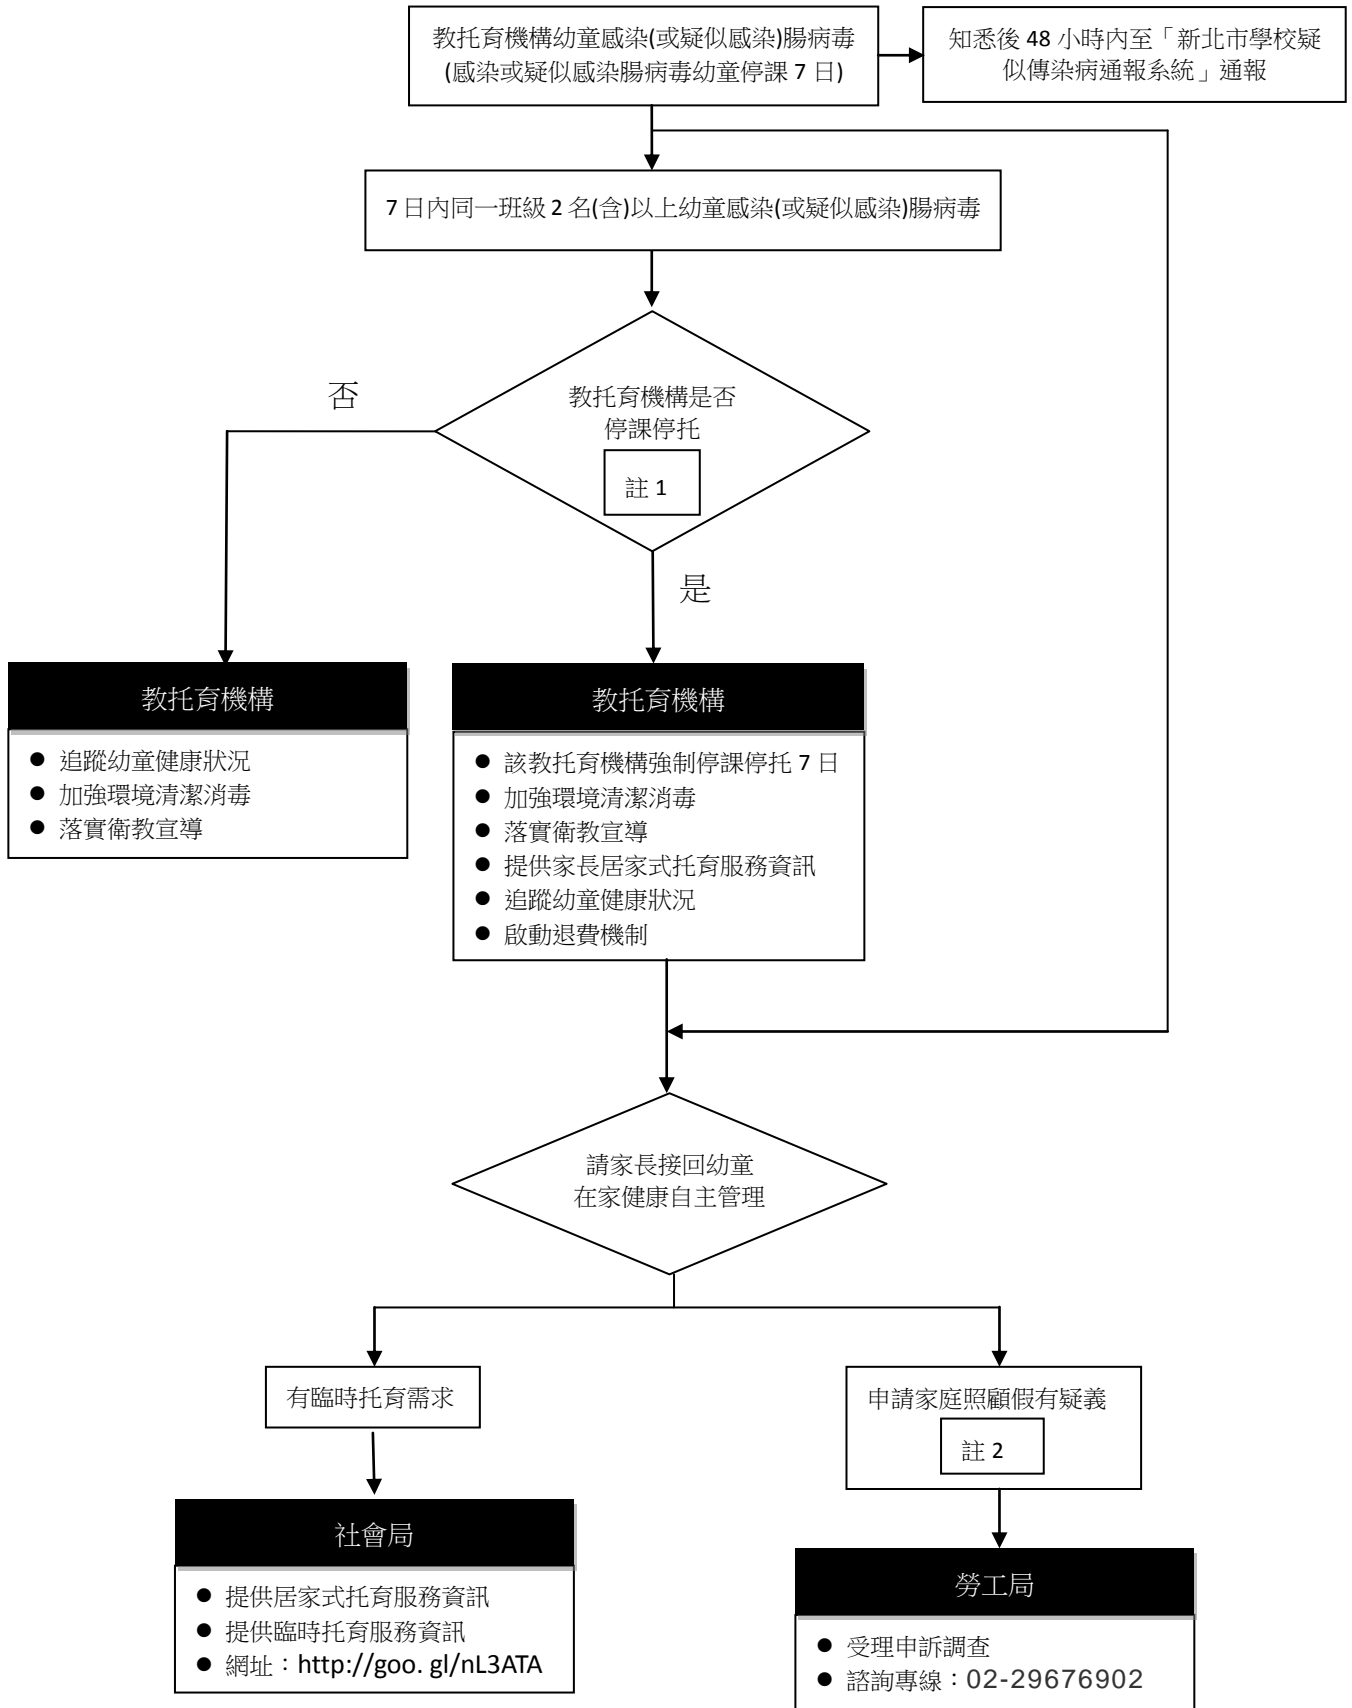 教托育機構幼童感染(或疑似感染)腸病毒
(感染或疑似感染腸病毒幼童停課 7 日)
知悉後 48 小時內至「新北市學校疑
似傳染病通報系統」通報
7 日內同一班級 2 名(含)以上幼童感染(或疑似感染)腸病毒
教托育機構是否
停課停托
註 1
否
是
教托育機構
● 追蹤幼童健康狀況
● 加強環境清潔消毒
● 落實衛教宣導
教托育機構
● 該教托育機構強制停課停托 7 日
● 加強環境清潔消毒
● 落實衛教宣導
● 提供家長居家式托育服務資訊
● 追蹤幼童健康狀況
● 啟動退費機制
請家長接回幼童
在家健康自主管理
有臨時托育需求
申請家庭照顧假有疑義
註 2
社會局
● 提供居家式托育服務資訊
● 提供臨時托育服務資訊
● 網址：http://goo. gl/nL3ATA
勞工局
● 受理申訴調查
● 諮詢專線：02-29676902